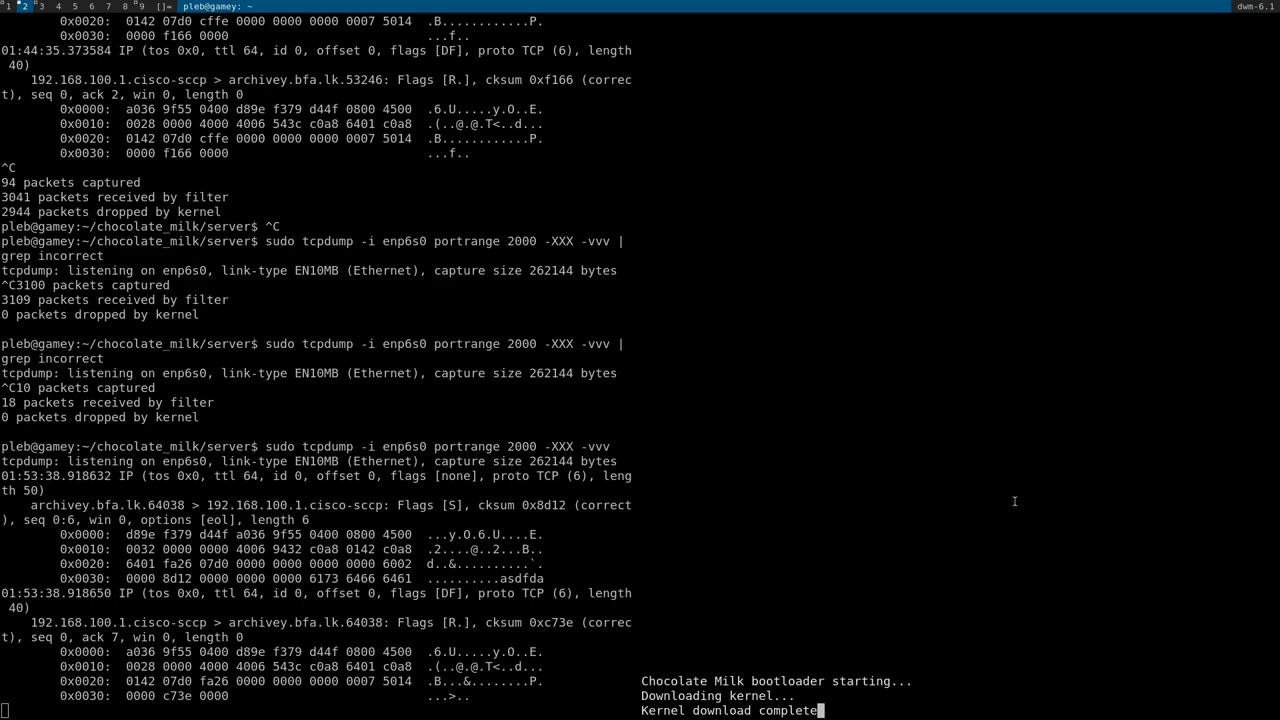 1 2 3 4 5 6 7 8 9 []= pleb@gamey: ~ dwm-6.1
0x0020:  0142 07d0 cffe 0000 0000 0000 0007 5014  .B............P.
0x0030:  0000 f166 0000                           ...f..
01:44:35.373584 IP (tos 0x0, ttl 64, id 0, offset 0, flags [DF], proto TCP (6), length
 40)
192.168.100.1.cisco-sccp > archivey.bfa.lk.53246: Flags [R.], cksum 0xf166 (correc
t), seq 0, ack 2, win 0, length 0
0x0000:  a036 9f55 0400 d89e f379 d44f 0800 4500  .6.U.....y.O..E.
0x0010:  0028 0000 4000 4006 543c c0a8 6401 c0a8  .(..@.@.T<..d...
0x0020:  0142 07d0 cffe 0000 0000 0000 0007 5014  .B............P.
0x0030:  0000 f166 0000                           ...f..
^C
94 packets captured
3041 packets received by filter
2944 packets dropped by kernel
pleb@gamey:~/chocolate_milk/server$ ^C
pleb@gamey:~/chocolate_milk/server$ sudo tcpdump -i enp6s0 portrange 2000 -XXX -vvv |
grep incorrect
tcpdump: listening on enp6s0, link-type EN10MB (Ethernet), capture size 262144 bytes
^C3100 packets captured
3109 packets received by filter
0 packets dropped by kernel
pleb@gamey:~/chocolate_milk/server$ sudo tcpdump -i enp6s0 portrange 2000 -XXX -vvv |
grep incorrect
tcpdump: listening on enp6s0, link-type EN10MB (Ethernet), capture size 262144 bytes
^C10 packets captured
18 packets received by filter
0 packets dropped by kernel
pleb@gamey:~/chocolate_milk/server$ sudo tcpdump -i enp6s0 portrange 2000 -XXX -vvv
tcpdump: listening on enp6s0, link-type EN10MB (Ethernet), capture size 262144 bytes
01:53:38.918632 IP (tos 0x0, ttl 64, id 0, offset 0, flags [none], proto TCP (6), leng
th 50)
archivey.bfa.lk.64038 > 192.168.100.1.cisco-sccp: Flags [S], cksum 0x8d12 (correct
), seq 0:6, win 0, options [eol], length 6
0x0000:  d89e f379 d44f a036 9f55 0400 0800 4500  ...y.O.6.U....E.
0x0010:  0032 0000 0000 4006 9432 c0a8 0142 c0a8  .2....@..2...B..
0x0020:  6401 fa26 07d0 0000 0000 0000 0000 6002  d..&..........`.
0x0030:  0000 8d12 0000 0000 0000 6173 6466 6461  ..........asdfda
01:53:38.918650 IP (tos 0x0, ttl 64, id 0, offset 0, flags [DF], proto TCP (6), length
 40)
192.168.100.1.cisco-sccp > archivey.bfa.lk.64038: Flags [R.], cksum 0xc73e (correc
t), seq 0, ack 7, win 0, length 0
0x0000:  a036 9f55 0400 d89e f379 d44f 0800 4500  .6.U.....y.O..E.
0x0010:  0028 0000 4000 4006 543c c0a8 6401 c0a8  .(..@.@.T<..d...
0x0020:  0142 07d0 fa26 0000 0000 0000 0007 5014  .B...&........P.
0x0030:  0000 c73e 0000                           ...>..
Chocolate Milk bootloader starting...
Downloading kernel...
Kernel download complete